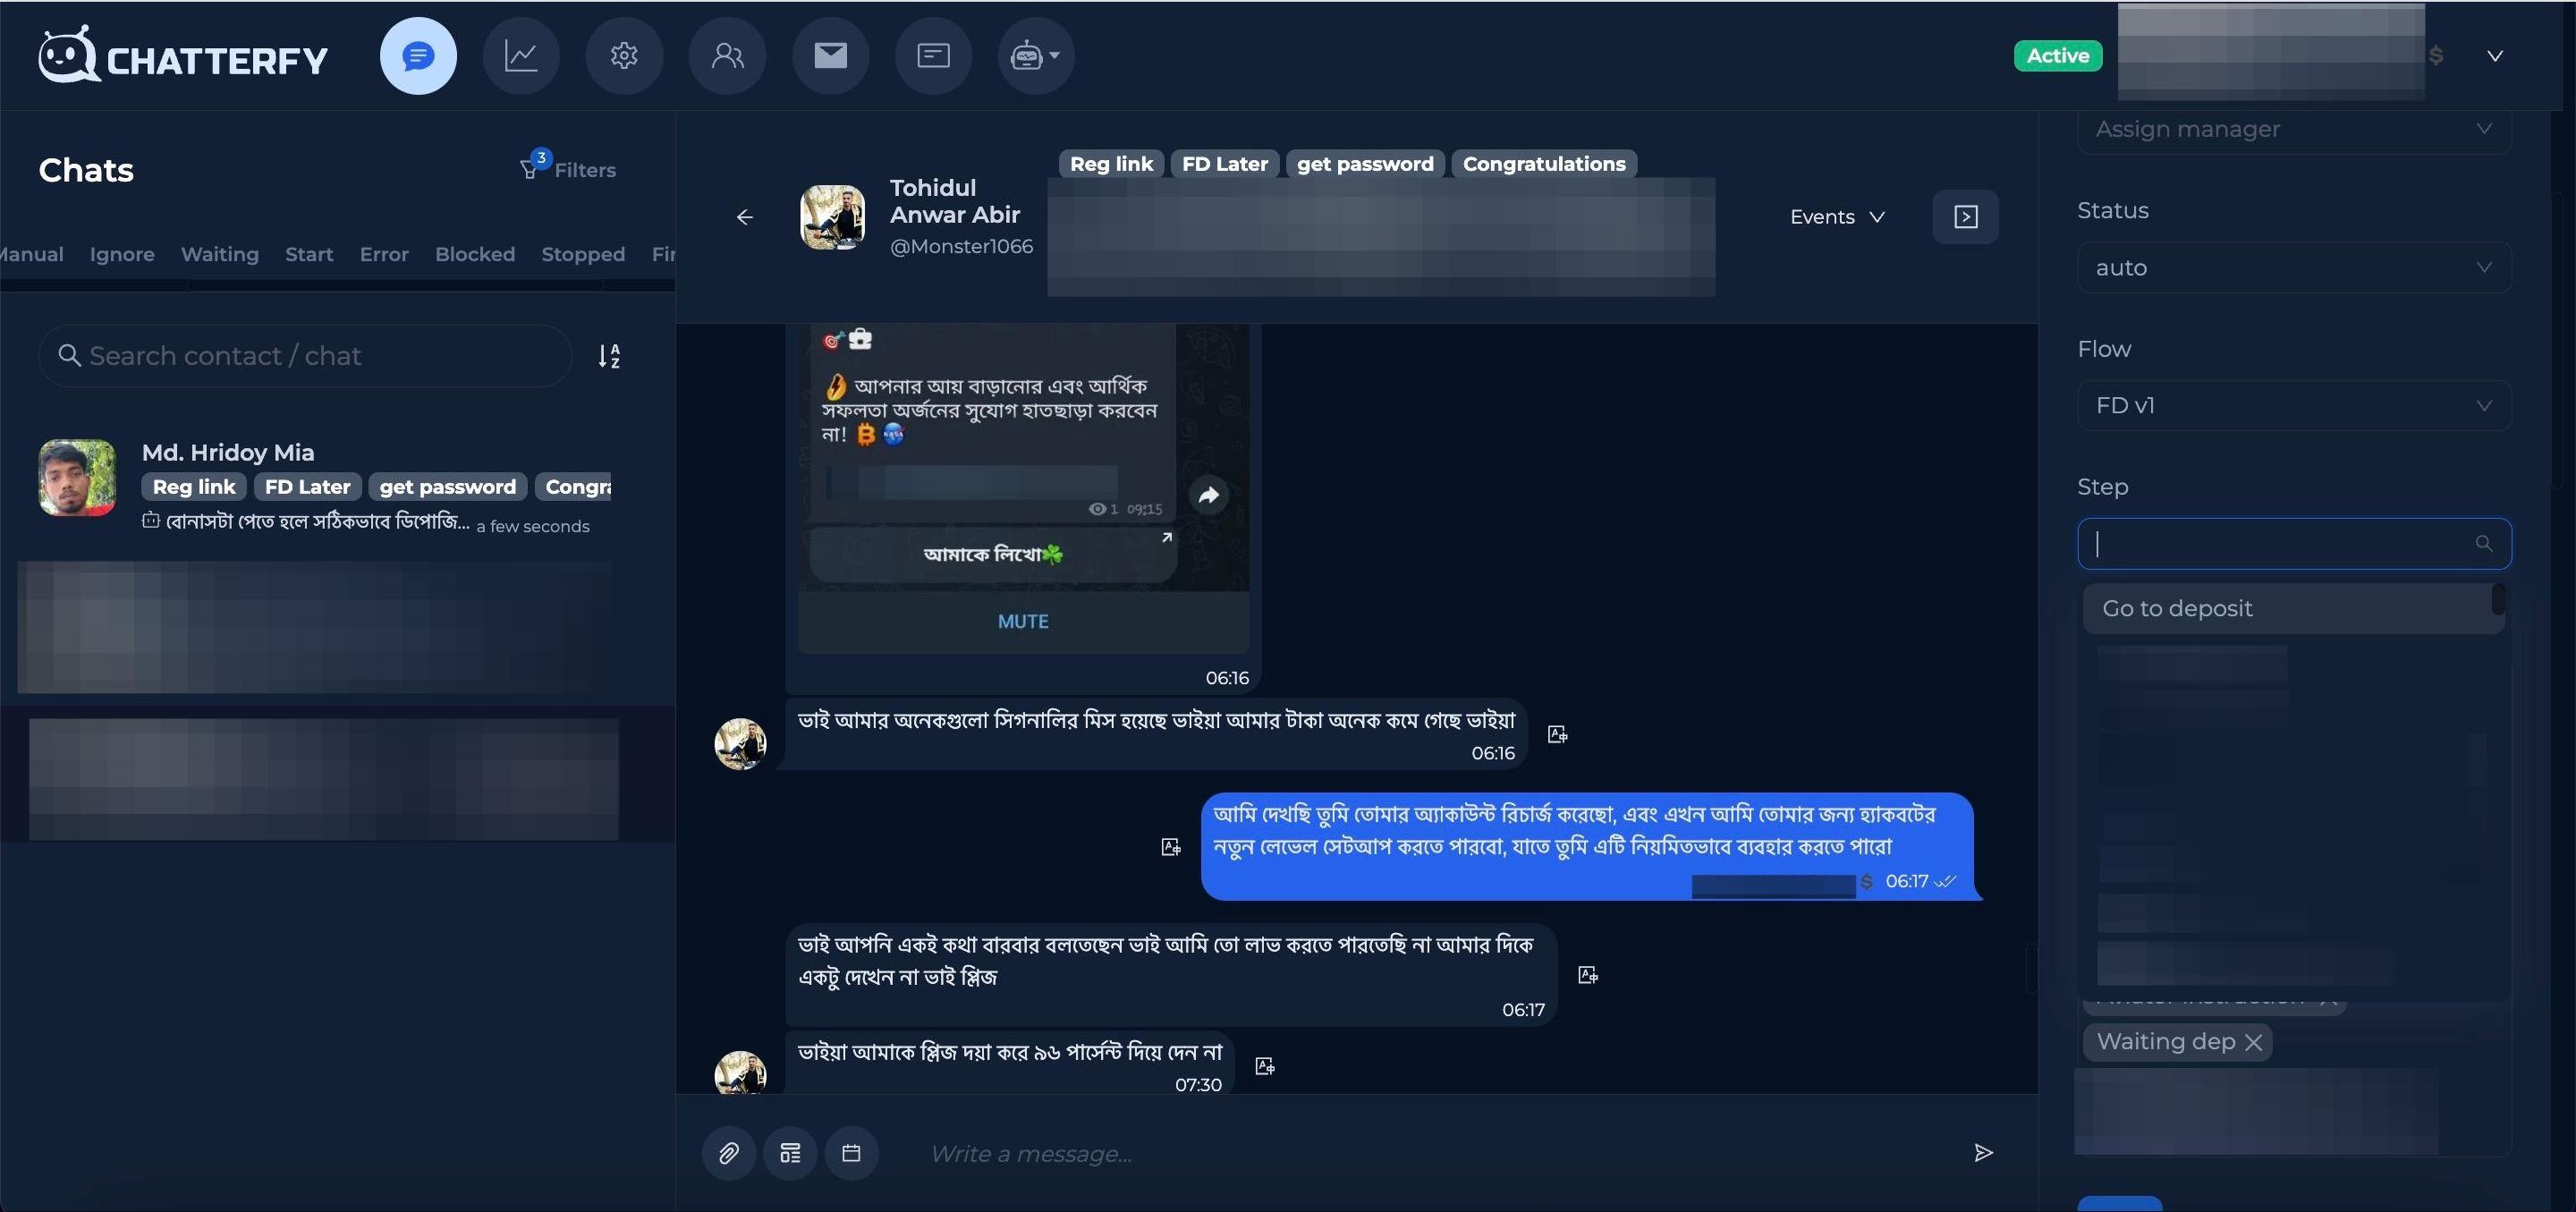 CHATTERFY
Active
$
Chats
3
Filters
Manual Ignore Waiting Start Error Blocked Stopped
Search contact / chat
Md. Hridoy Mia
Reg link FD Later get password
বোনাসটা পেতে হলে সঠিকভাবে ডিপোজি... a few seconds
Reg link FD Later get password Congratulations
Tohidul
Anwar Abir
@Monster1066
Events
⚡ আপনার আয় বাড়ানোর এবং আর্থিক
সফলতা অর্জনের সুযোগ হাতছাড়া করবেন
না!
1 09:15
আমাকে লিখো☘️
MUTE
06:16
ভাই আমার অনেকগুলো সিগনালির মিস হয়েছে ভাইয়া আমার টাকা অনেক কমে গেছে ভাইয়া
06:16
আমি দেখছি তুমি তোমার অ্যাকাউন্ট রিচার্জ করেছো, এবং এখন আমি তোমার জন্য হ্যাকবটের
নতুন লেভেল সেটআপ করতে পারবো, যাতে তুমি এটি নিয়মিতভাবে ব্যবহার করতে পারো
$ 06:17
ভাই আপনি একই কথা বারবার বলতেছেন ভাই আমি তো লাভ করতে পারতেছি না আমার দিকে
একটু দেখেন না ভাই প্লিজ
06:17
ভাইয়া আমাকে প্লিজ দয়া করে ৯৬ পার্সেন্ট দিয়ে দেন না
07:30
Write a message...
Assign manager
Status
auto
Flow
FD v1
Step
Go to deposit
Waiting dep